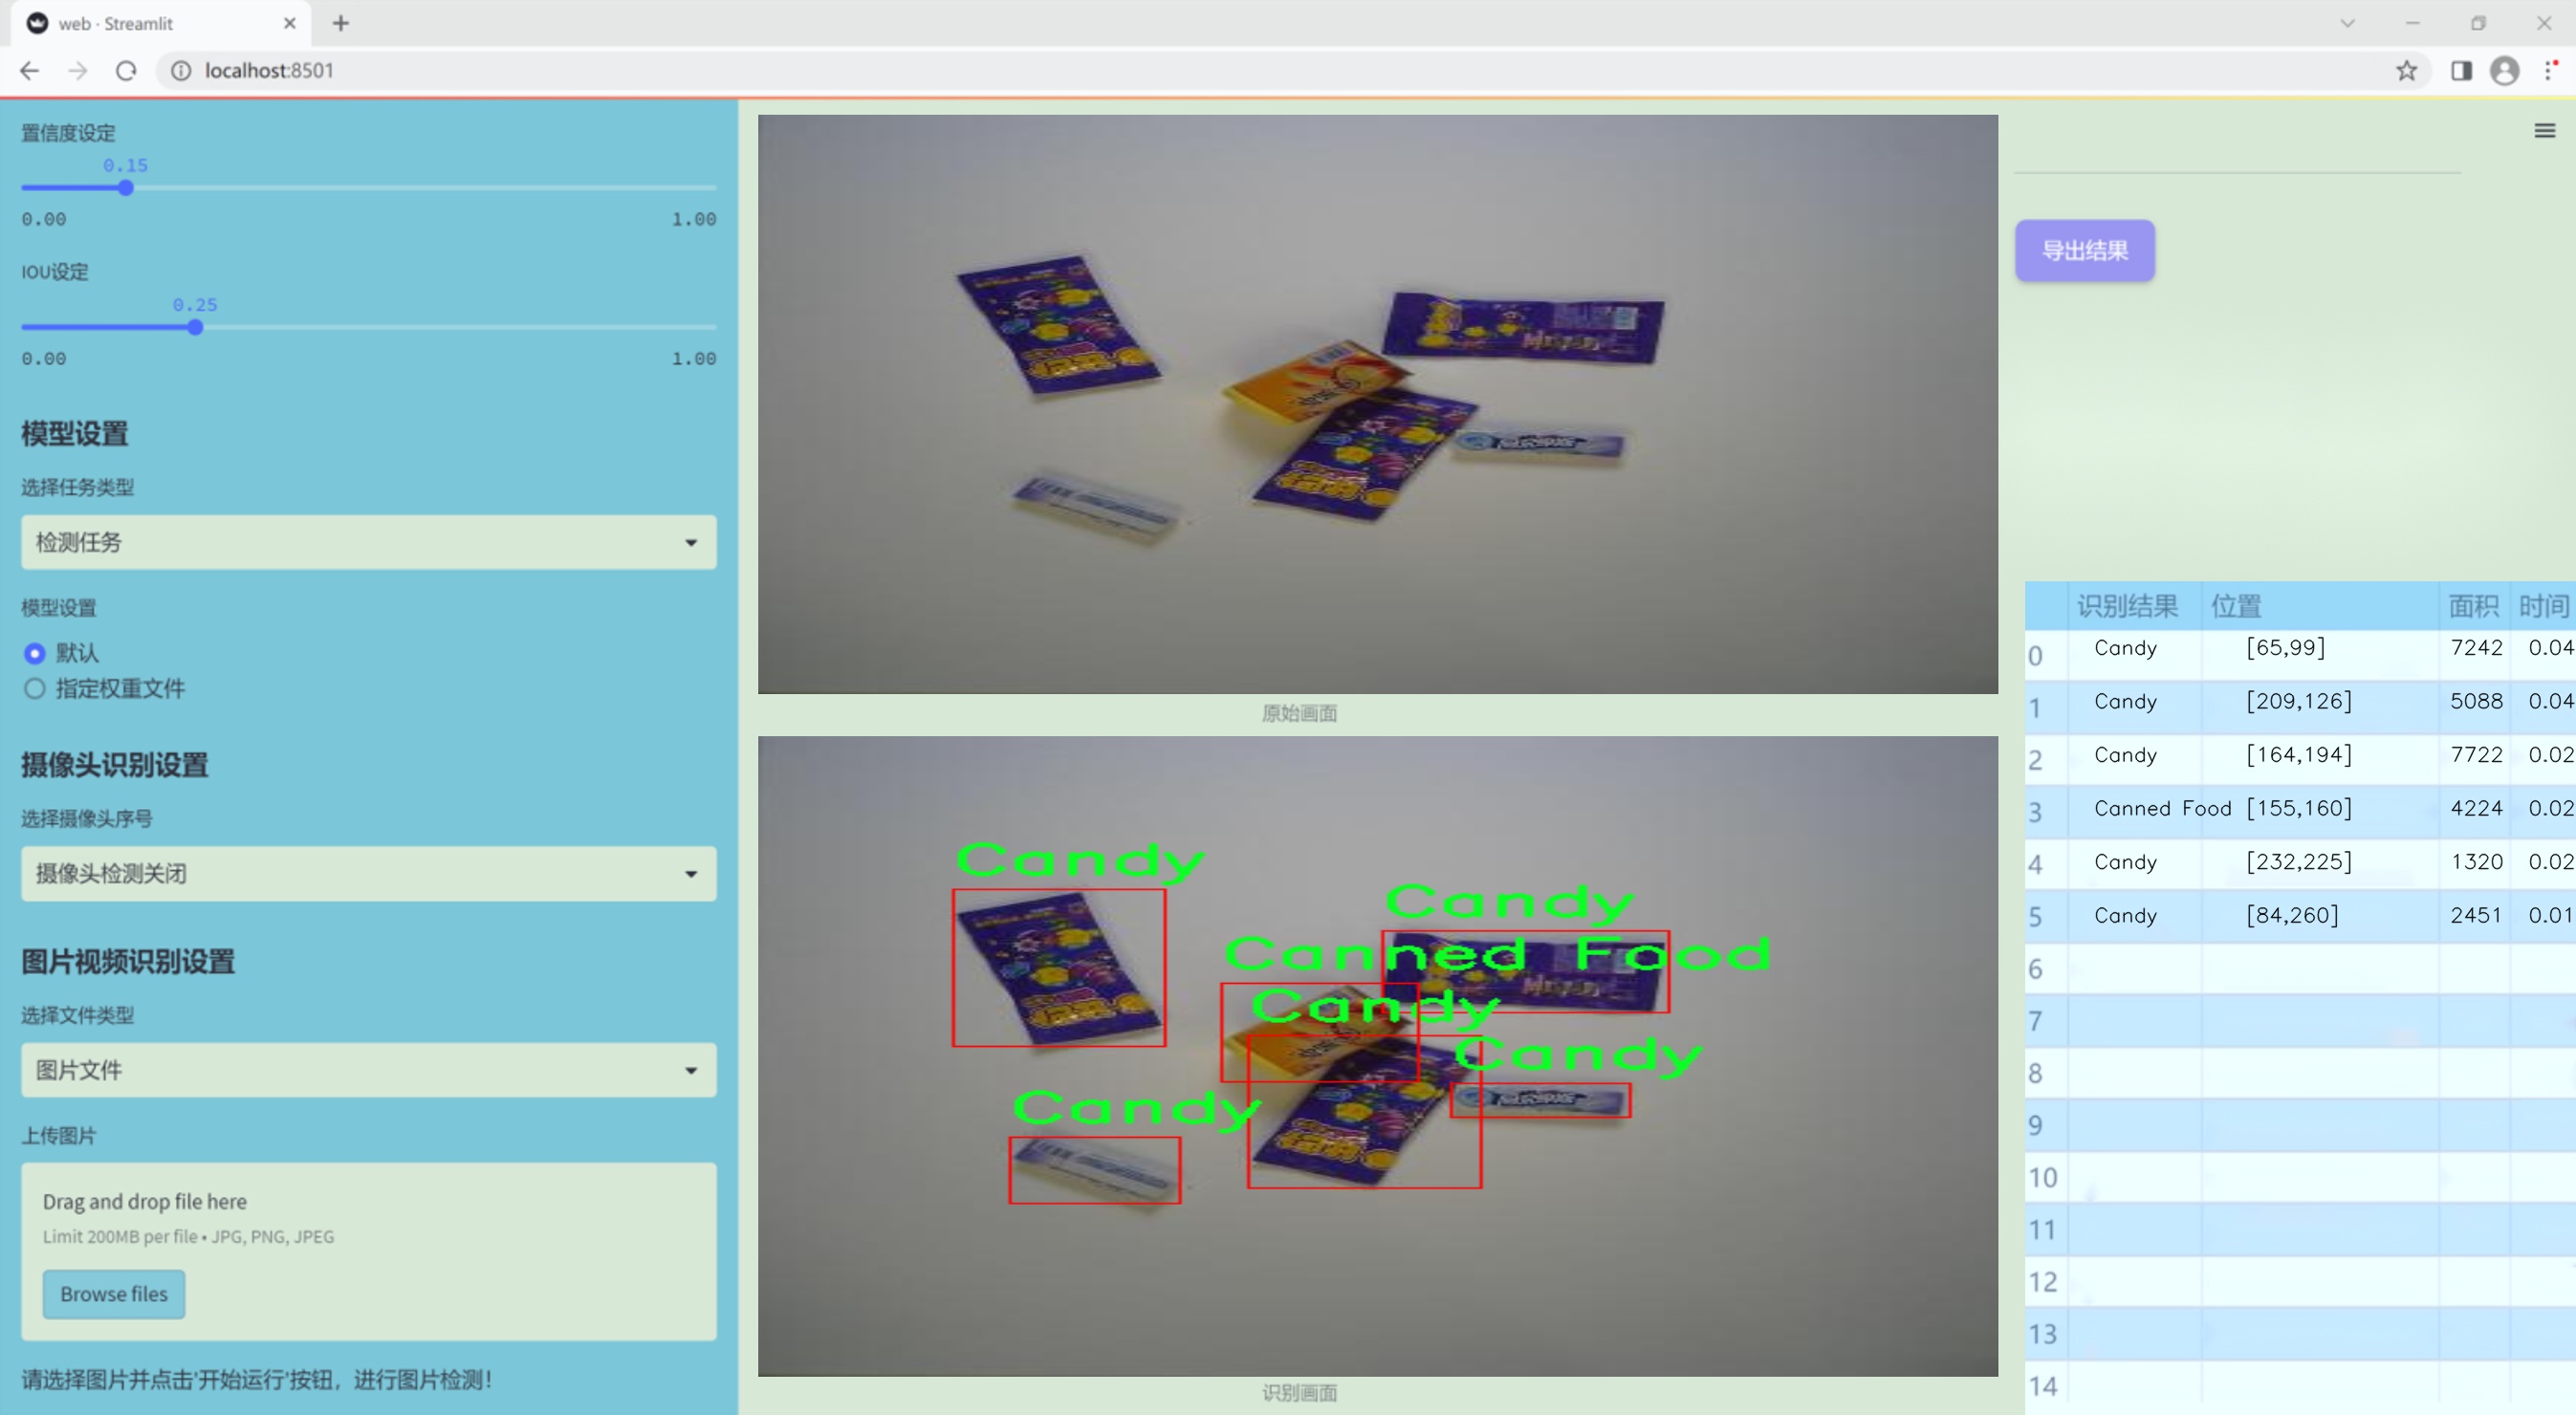 web · Streamlit
localhost:8501
置信度设定
0.15
0.00 1.00
IOU设定
0.25
0.00 1.00
模型设置
选择任务类型
检测任务
模型设置
默认
指定权重文件
摄像头识别设置
选择摄像头序号
摄像头检测关闭
图片视频识别设置
选择文件类型
图片文件
上传图片
Drag and drop file here
Limit 200MB per file • JPG, PNG, JPEG
Browse files
请选择图片并点击'开始运行'按钮，进行图片检测！
原始画面
Candy
Candy
Canned Food
Candy
Candy
Candy
识别画面
导出结果
识别结果 位置 面积 时间
0 Candy [65,99] 7242 0.04
1 Candy [209,126] 5088 0.04
2 Candy [164,194] 7722 0.02
3 Canned Food [155,160] 4224 0.02
4 Candy [232,225] 1320 0.02
5 Candy [84,260] 2451 0.01
6
7
8
9
10
11
12
13
14